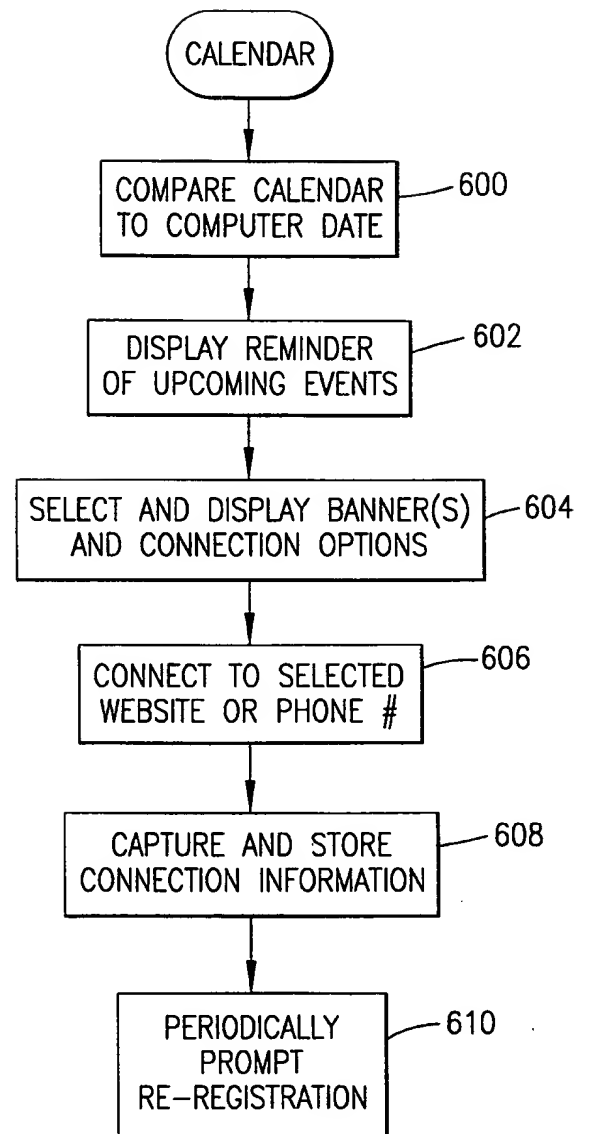 CALENDAR
COMPARE CALENDAR
TO COMPUTER DATE
600
DISPLAY REMINDER
OF UPCOMING EVENTS
602
SELECT AND DISPLAY BANNER(S)
AND CONNECTION OPTIONS
604
CONNECT TO SELECTED
WEBSITE OR PHONE #
606
CAPTURE AND STORE
CONNECTION INFORMATION
608
PERIODICALLY
PROMPT
RE-REGISTRATION
610